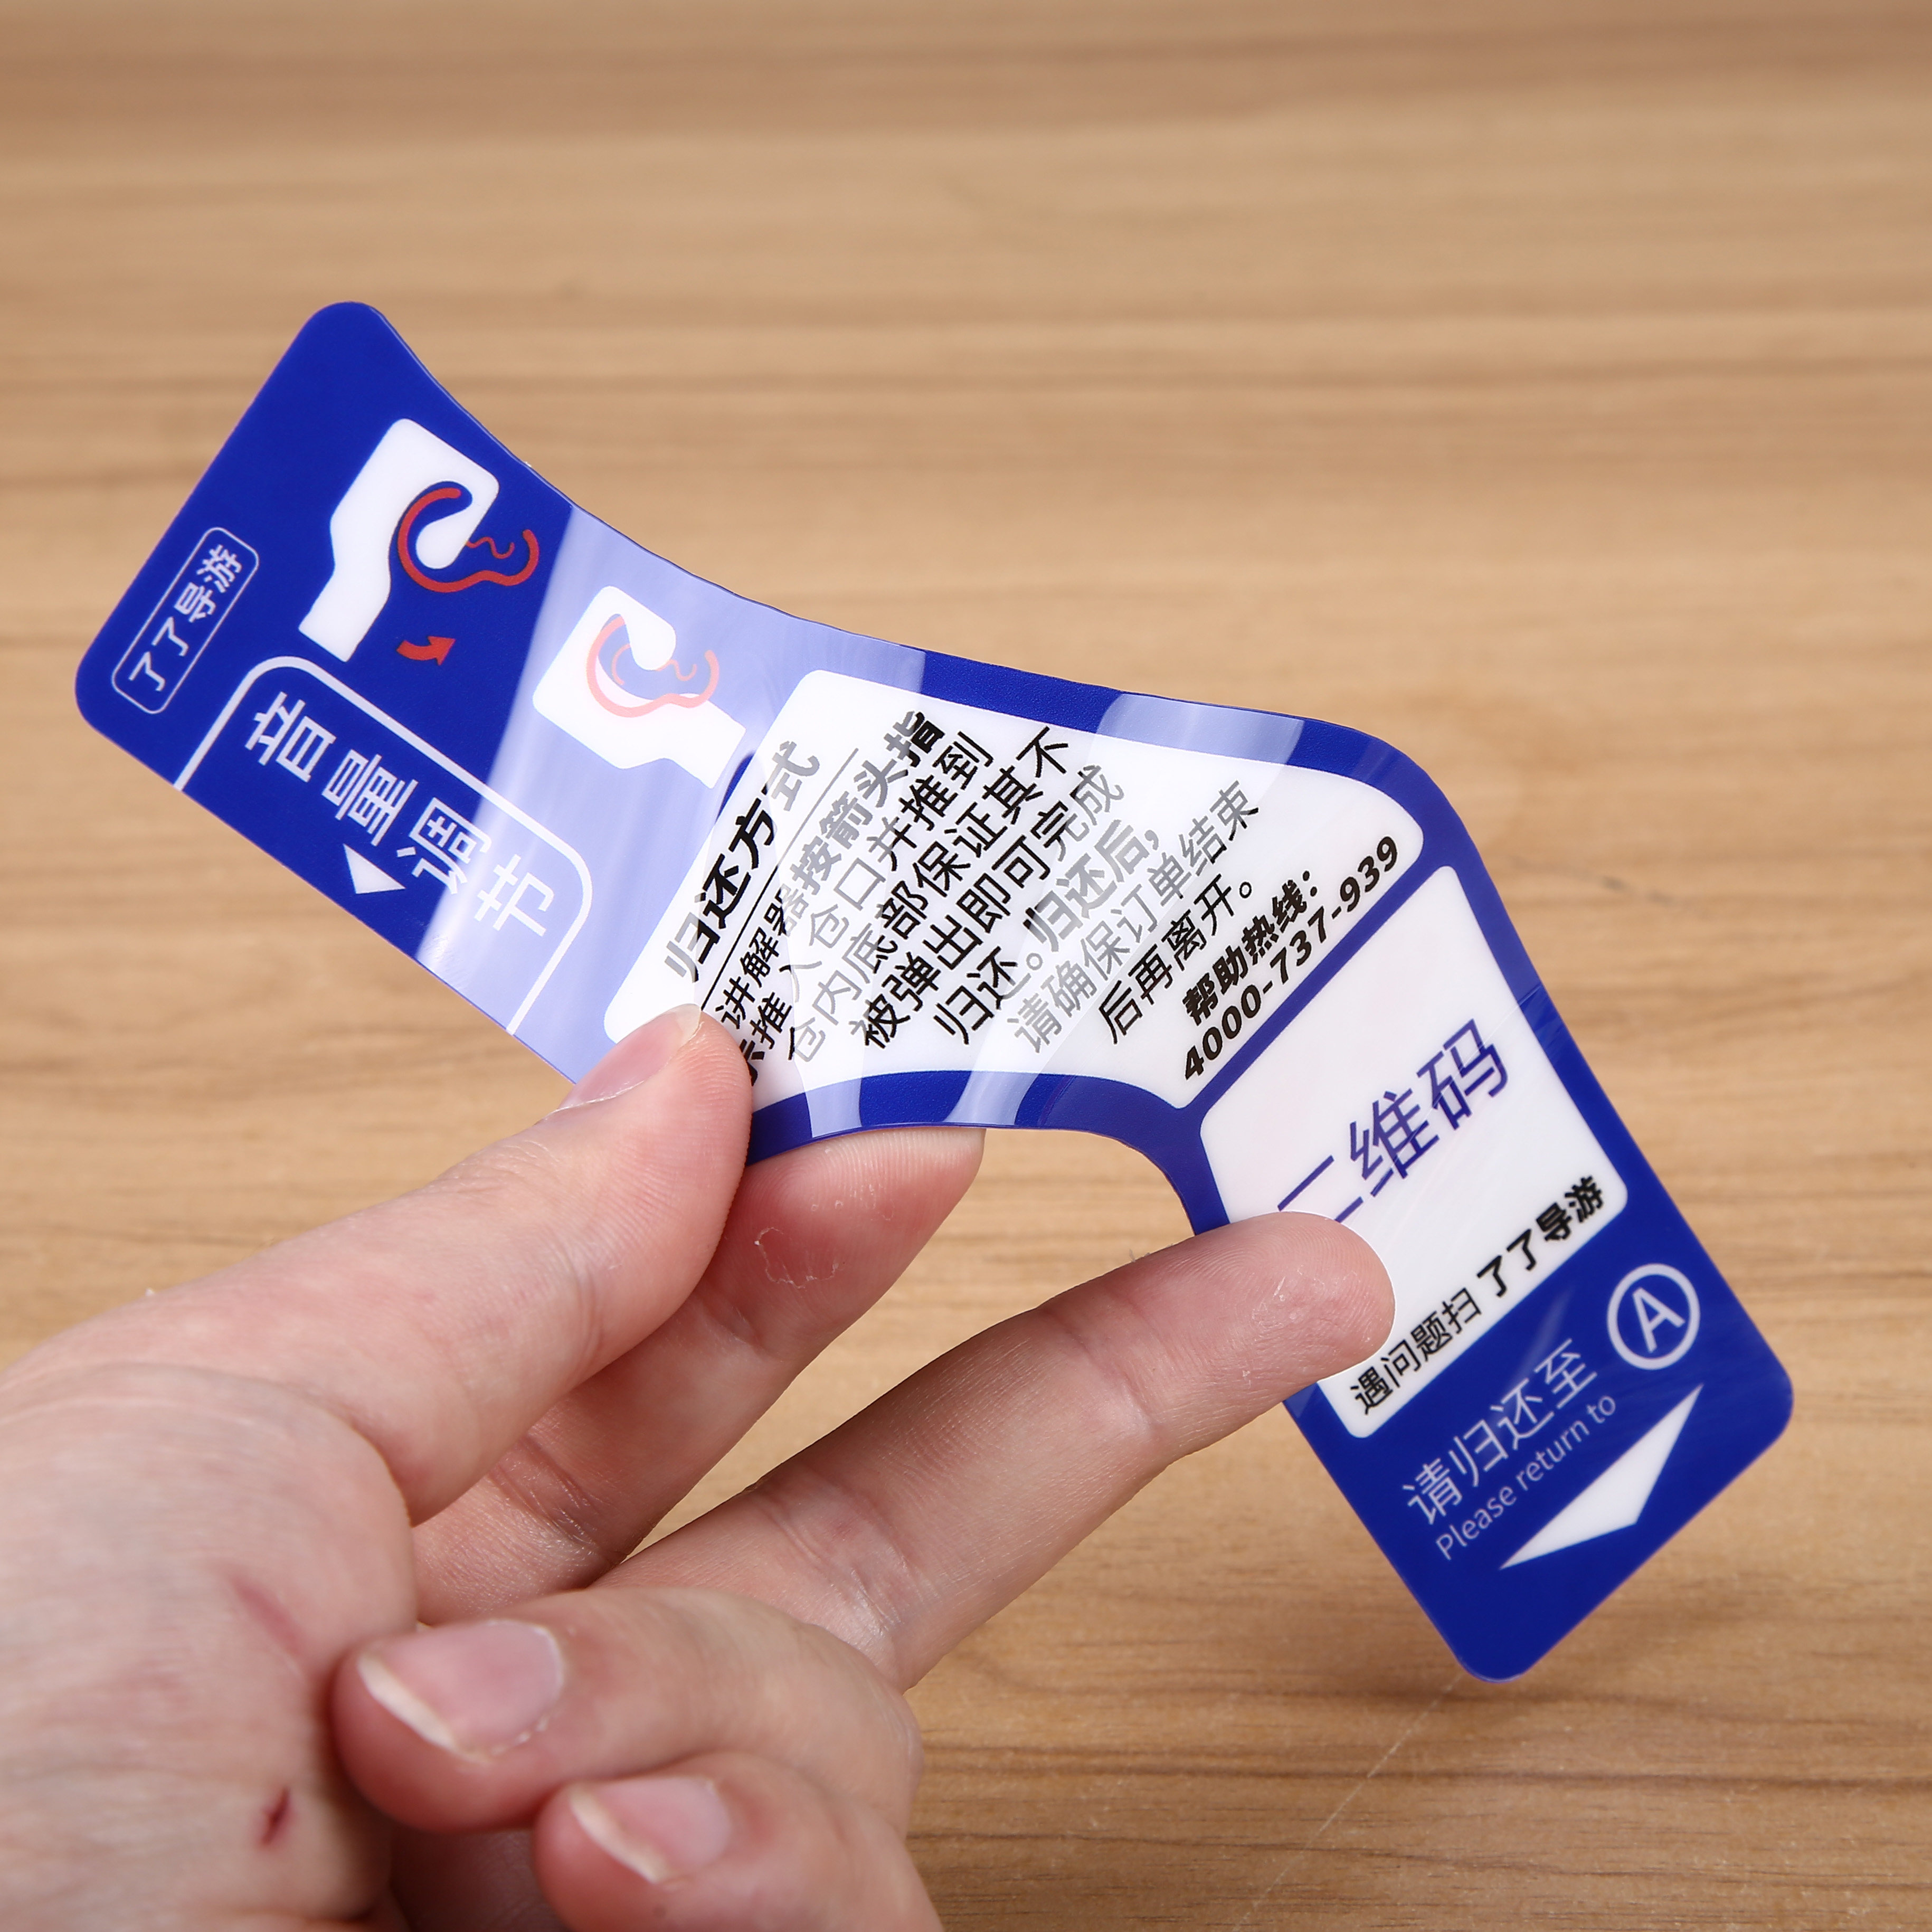 了了导游
音量调节
归还方式
讲解器按箭头指
示推入仓口并推到
仓内底部保证其不
被弹出即可完成
归还。归还后，
请确保订单结束
后再离开。
帮助热线：
4000-737-939
二维码
遇问题扫 了了导游
请归还至
Please return to
A